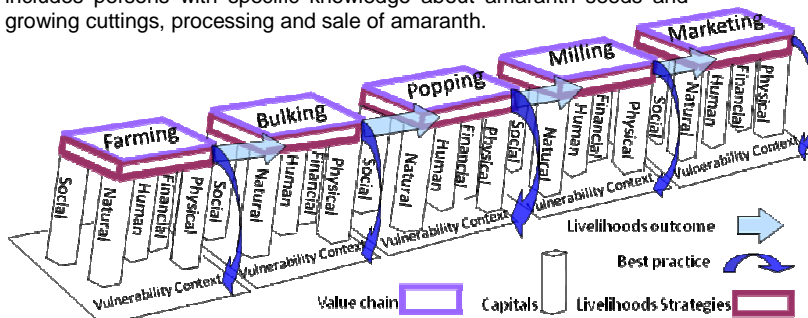 includes persons with specific knowledge about amaranth seeds and
growing cuttings, processing and sale of amaranth.
Farming
Bulking
Popping
Milling
Marketing
Social
Natural
Human
Financial
Physical
Social
Natural
Human
Financial
Physical
Social
Natural
Human
Financial
Physical
Social
Natural
Human
Financial
Physical
Social
Natural
Human
Financial
Physical
Vulnerability Context
Vulnerability Context
Vulnerability Context
Vulnerability Context
Vulnerability Context
Livelihoods outcome
Best practice
Value chain
Capitals
Livelihoods Strategies